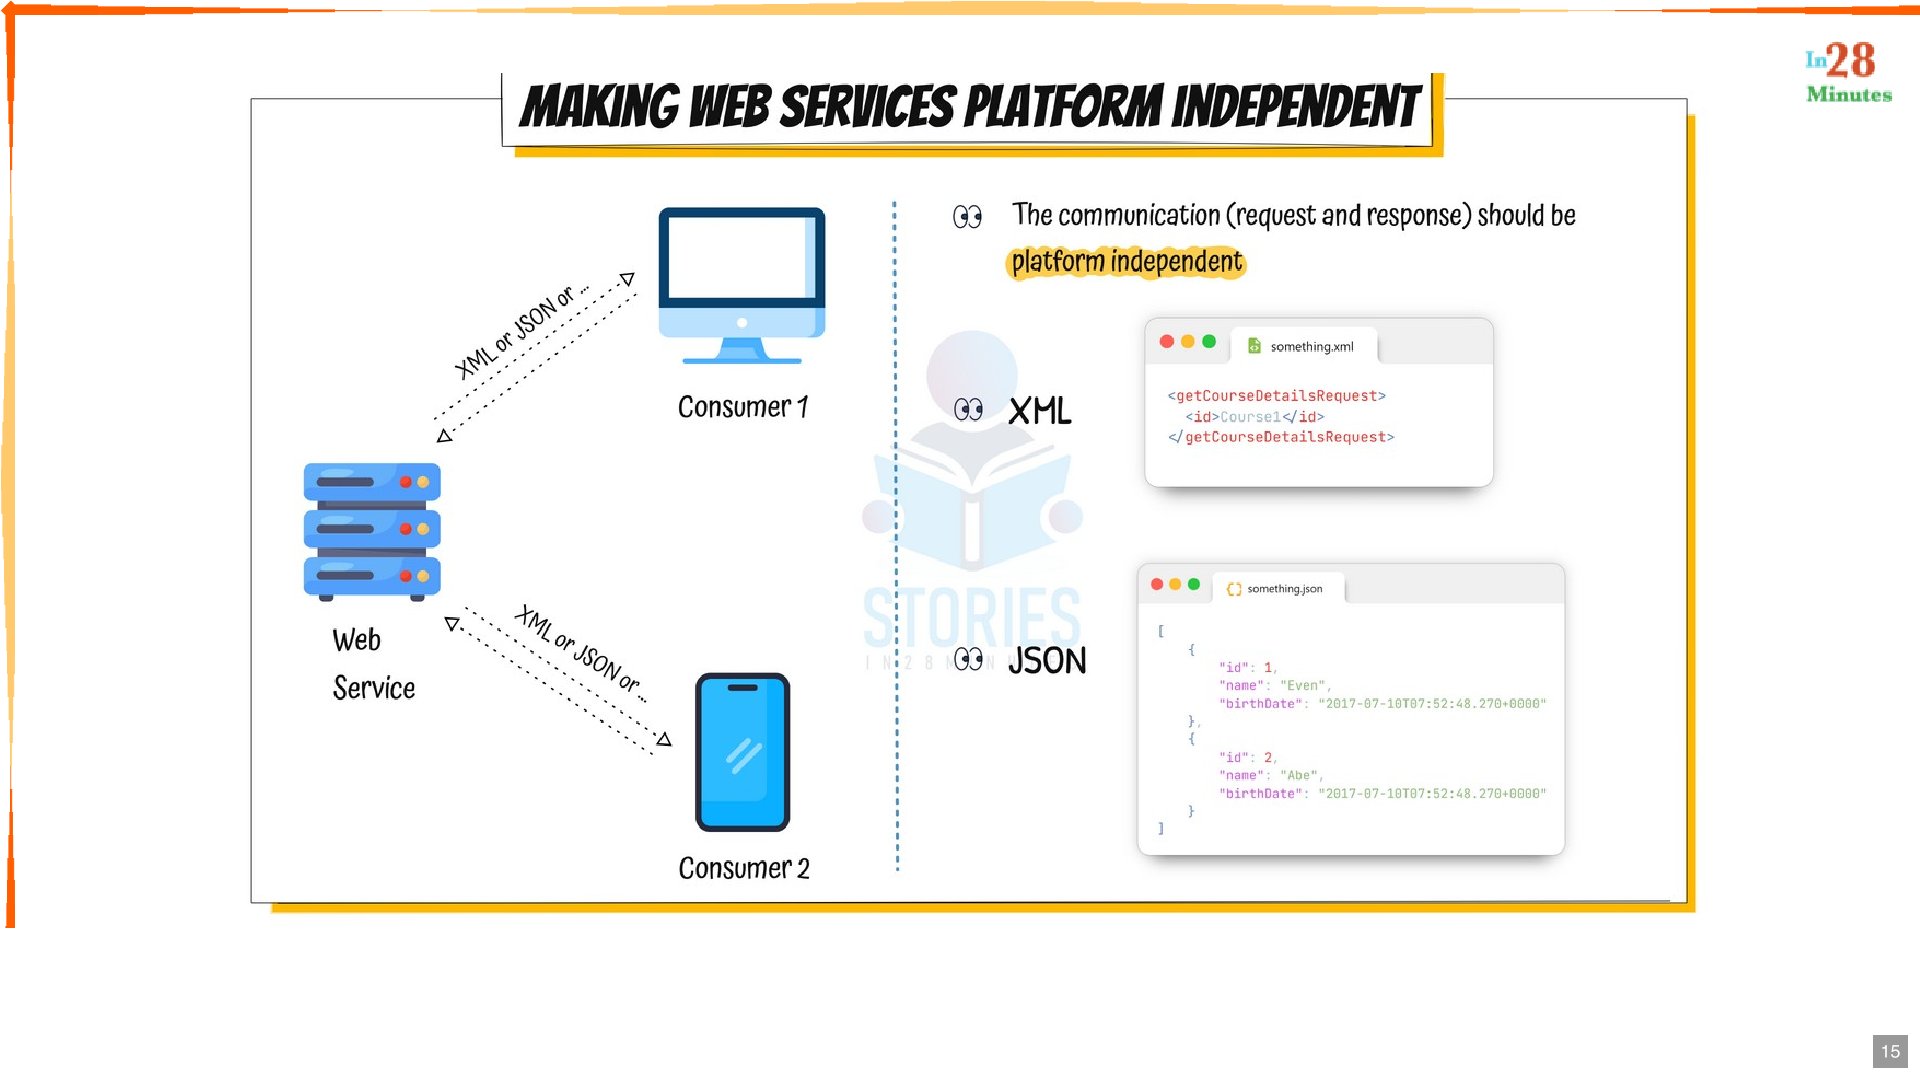 In28
Minutes
MAKING WEB SERVICES PLATFORM INDEPENDENT
XML or JSON or ...
Consumer 1
Web
Service
XML or JSON or...
Consumer 2
The communication (request and response) should be
platform independent
XML
something.xml
<getCourseDetailsRequest>
<id>Course1</id>
</getCourseDetailsRequest>
STORIES
JSON
something.json
[
{
"id": 1,
"name": "Even",
"birthDate": "2017-07-10T07:52:48.270+0000"
},
{
"id": 2,
"name": "Abe",
"birthDate": "2017-07-10T07:52:48.270+0000"
}
]
15